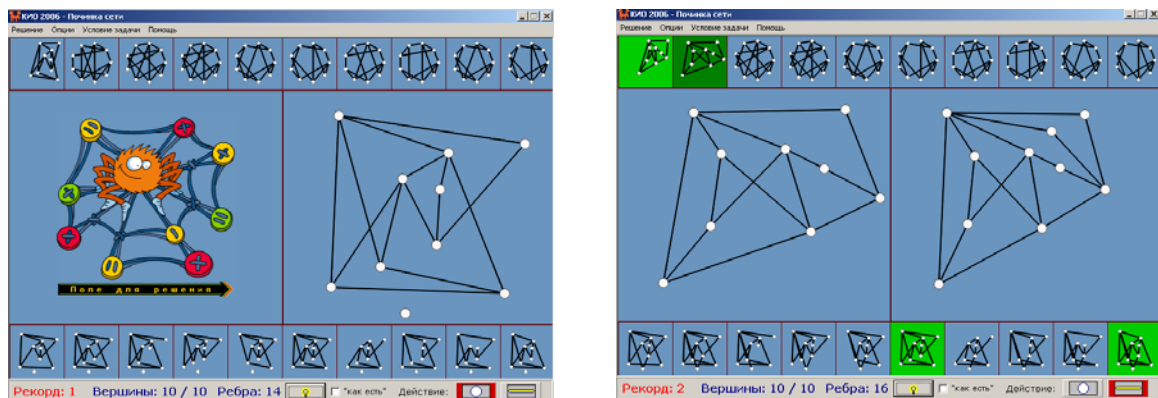 КИО 2006 - Починка сети
Решение Опции Условие задачи Помощь
Поле для решения
Рекорд: 1 Вершины: 10 / 10 Ребра: 14 "как есть" Действие:
КИО 2006 - Починка сети
Решение Опции Условие задачи Помощь
Рекорд: 2 Вершины: 10 / 10 Ребра: 16 "как есть" Действие: